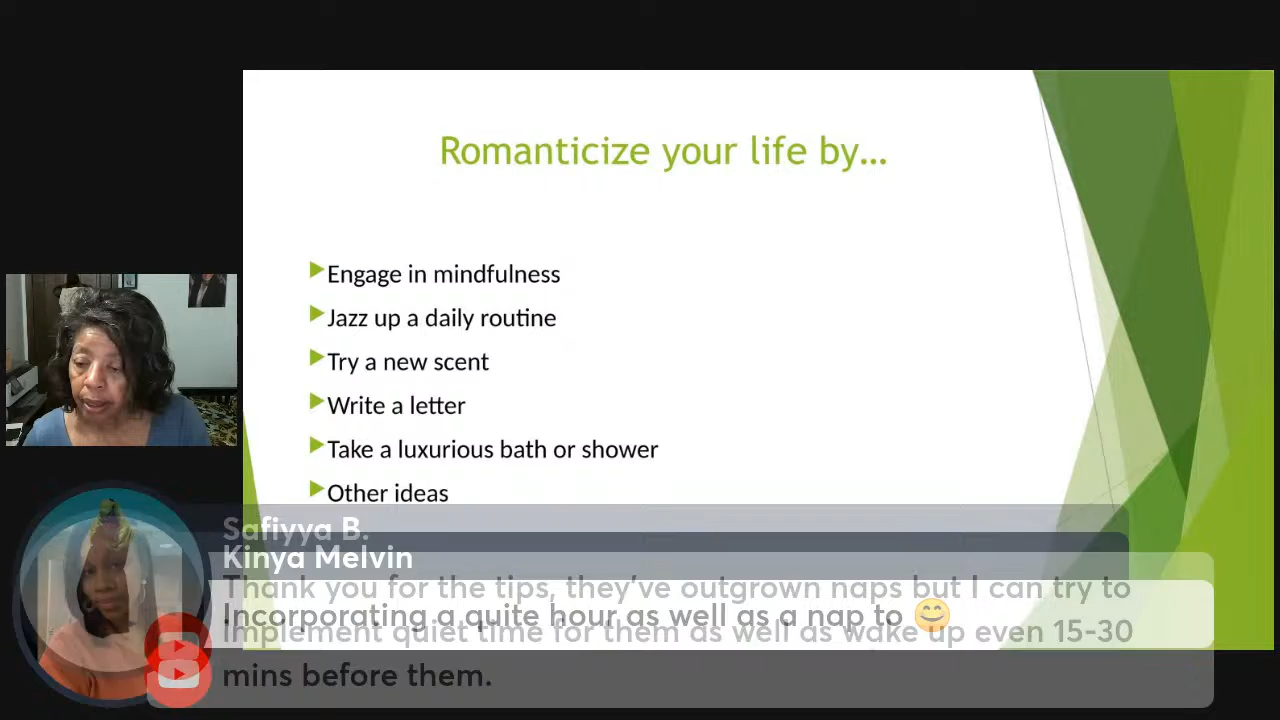 Romanticize your life by…
Engage in mindfulness
Jazz up a daily routine
Try a new scent
Write a letter
Take a luxurious bath or shower
Other ideas
Safiyya B.
Kinya Melvin
Thank you for the tips, they've outgrown naps but I can try to
Incorporating a quite hour as well as a nap to 😊
implement quiet time for them as well as wake up even 15-30
mins before them.